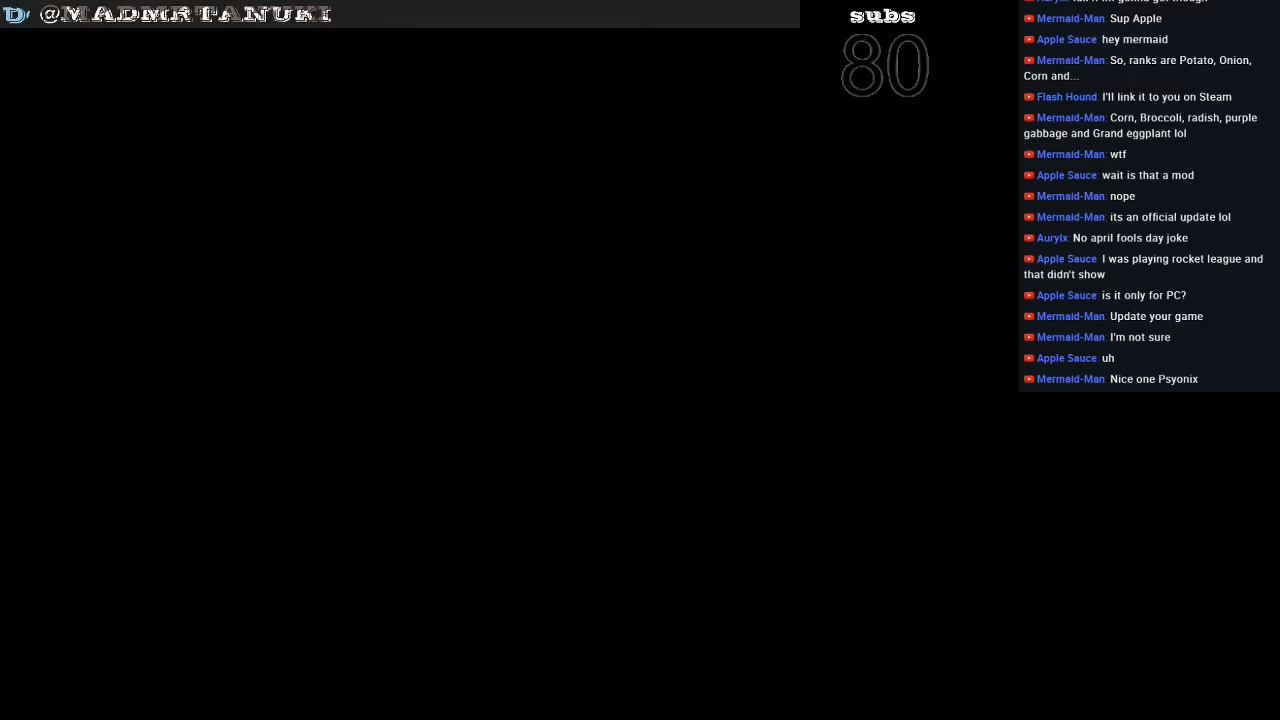 @MADMRTANUKI
subs
80
Mermaid-Man: Sup Apple
Apple Sauce: hey mermaid
Mermaid-Man: So, ranks are Potato, Onion,
Corn and...
Flash Hound: I'll link it to you on Steam
Mermaid-Man: Corn, Broccoli, radish, purple
gabbage and Grand eggplant lol
Mermaid-Man: wtf
Apple Sauce: wait is that a mod
Mermaid-Man: nope
Mermaid-Man: its an official update lol
Aurylx: No april fools day joke
Apple Sauce: I was playing rocket league and
that didn't show
Apple Sauce: is it only for PC?
Mermaid-Man: Update your game
Mermaid-Man: I'm not sure
Apple Sauce: uh
Mermaid-Man: Nice one Psyonix